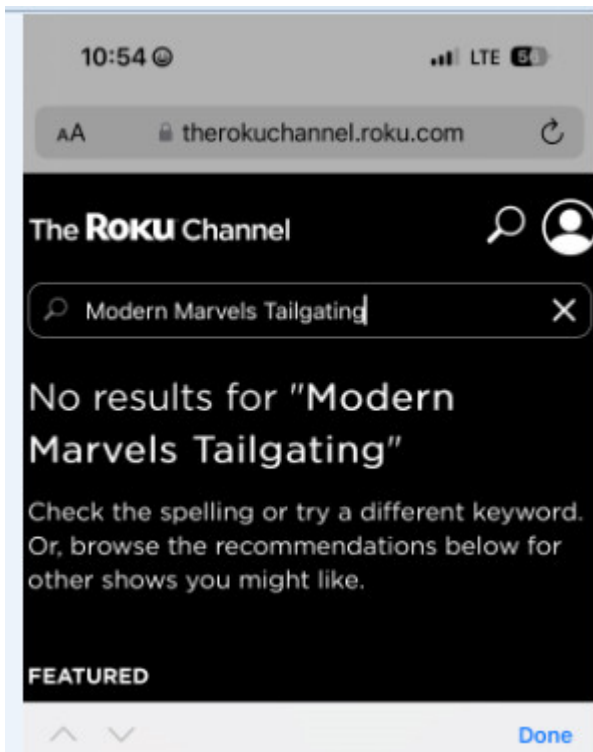 10:54 LTE
AA therokuchannel.roku.com
The Roku Channel
Modern Marvels Tailgating
No results for "Modern
Marvels Tailgating"
Check the spelling or try a different keyword.
Or, browse the recommendations below for
other shows you might like.
FEATURED
Done